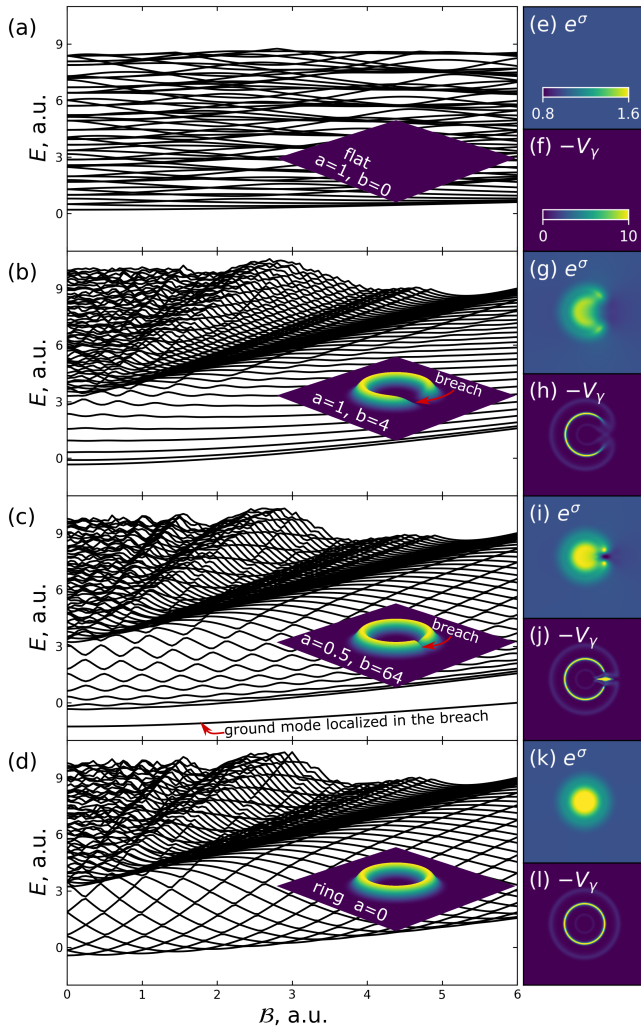 (a)
9
6
3
0
E, a.u.
flat
a=1, b=0
(e) e^σ
0.8
1.6
(f) −V_γ
0
10
(b)
9
6
3
0
E, a.u.
breach
a=1, b=4
(g) e^σ
(h) −V_γ
(c)
9
6
3
0
E, a.u.
breach
a=0.5, b=64
ground mode localized in the breach
(i) e^σ
(j) −V_γ
(d)
9
6
3
0
E, a.u.
ring a=0
(k) e^σ
(l) −V_γ
0 1 2 3 4 5 6
ℬ, a.u.